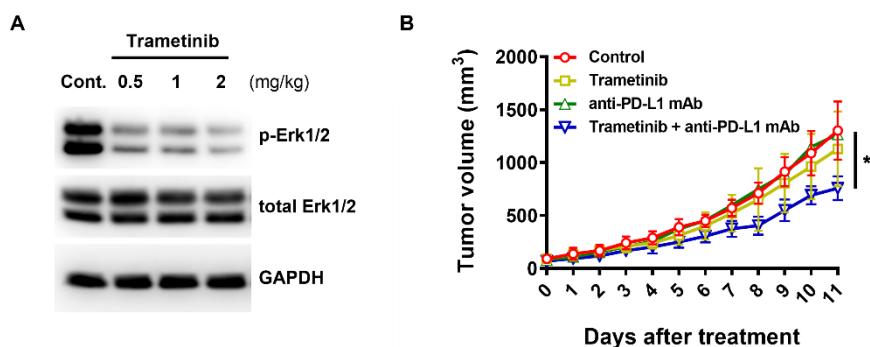 A
Trametinib
Cont. 0.5 1 2 (mg/kg)
p-Erk1/2
total Erk1/2
GAPDH
B
Tumor volume (mm³)
2000
1500
1000
500
0
Control
Trametinib
anti-PD-L1 mAb
Trametinib + anti-PD-L1 mAb
*
0 1 2 3 4 5 6 7 8 9 10 11
Days after treatment